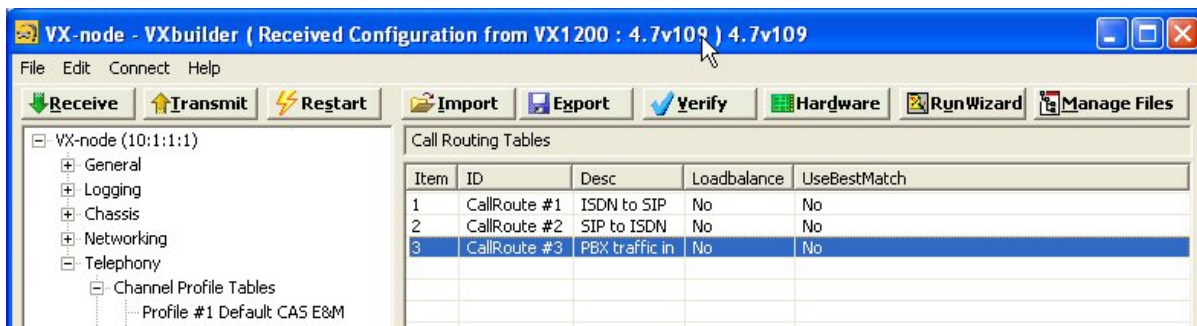 VX-node - VXbuilder ( Received Configuration from VX1200 : 4.7v109 ) 4.7v109
File Edit Connect Help
Receive Transmit Restart Import Export Verify Hardware Run Wizard Manage Files
VX-node (10:1:1:1)
General
Logging
Chassis
Networking
Telephony
Channel Profile Tables
Profile #1 Default CAS E&M
Call Routing Tables
Item ID Desc Loadbalance UseBestMatch
1 CallRoute #1 ISDN to SIP No No
2 CallRoute #2 SIP to ISDN No No
3 CallRoute #3 PBX traffic in No No